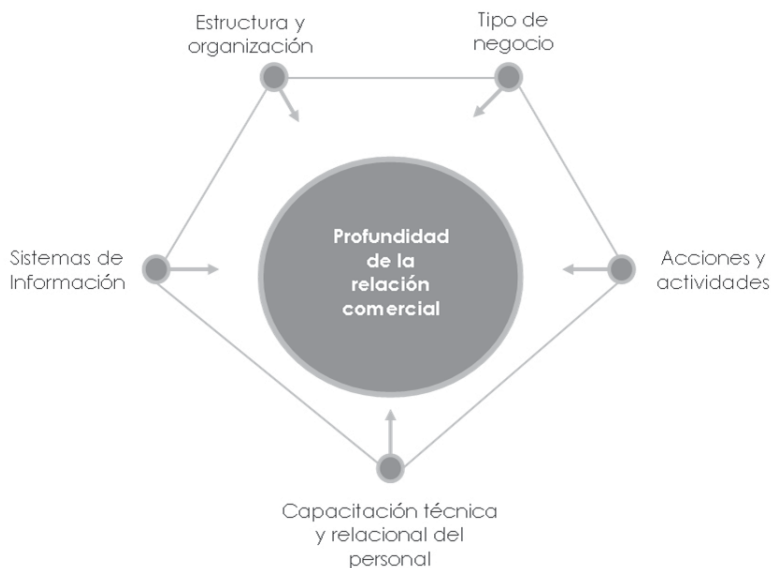 Estructura y
organización
Tipo de
negocio
Profundidad
de la
relación
comercial
Sistemas de
Información
Acciones y
actividades
Capacitación técnica
y relacional del
personal